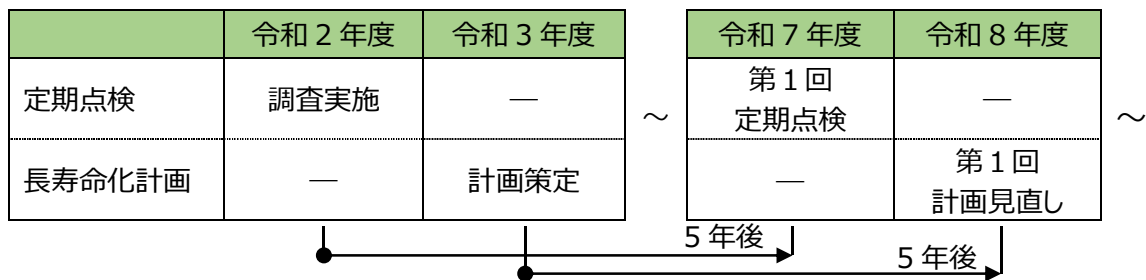 令和２年度 令和３年度 令和７年度 令和８年度
定期点検 調査実施 ― ～ 第１回 定期点検 ― ～
長寿命化計画 ― 計画策定 ― 第１回 計画見直し
５年後
５年後